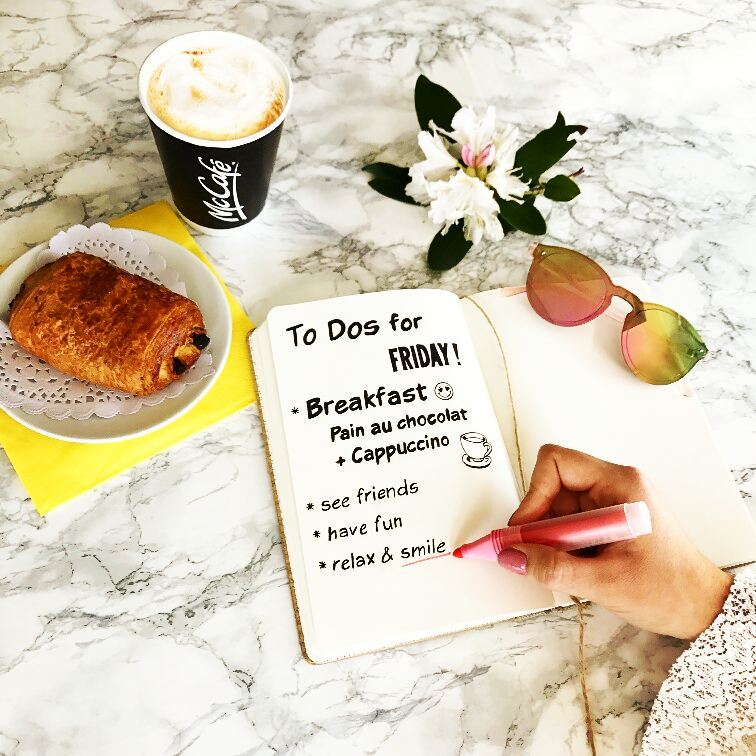 McCafé
To Dos for
FRIDAY!
* Breakfast
Pain au chocolat
+ Cappuccino
* see friends
* have fun
* relax & smile